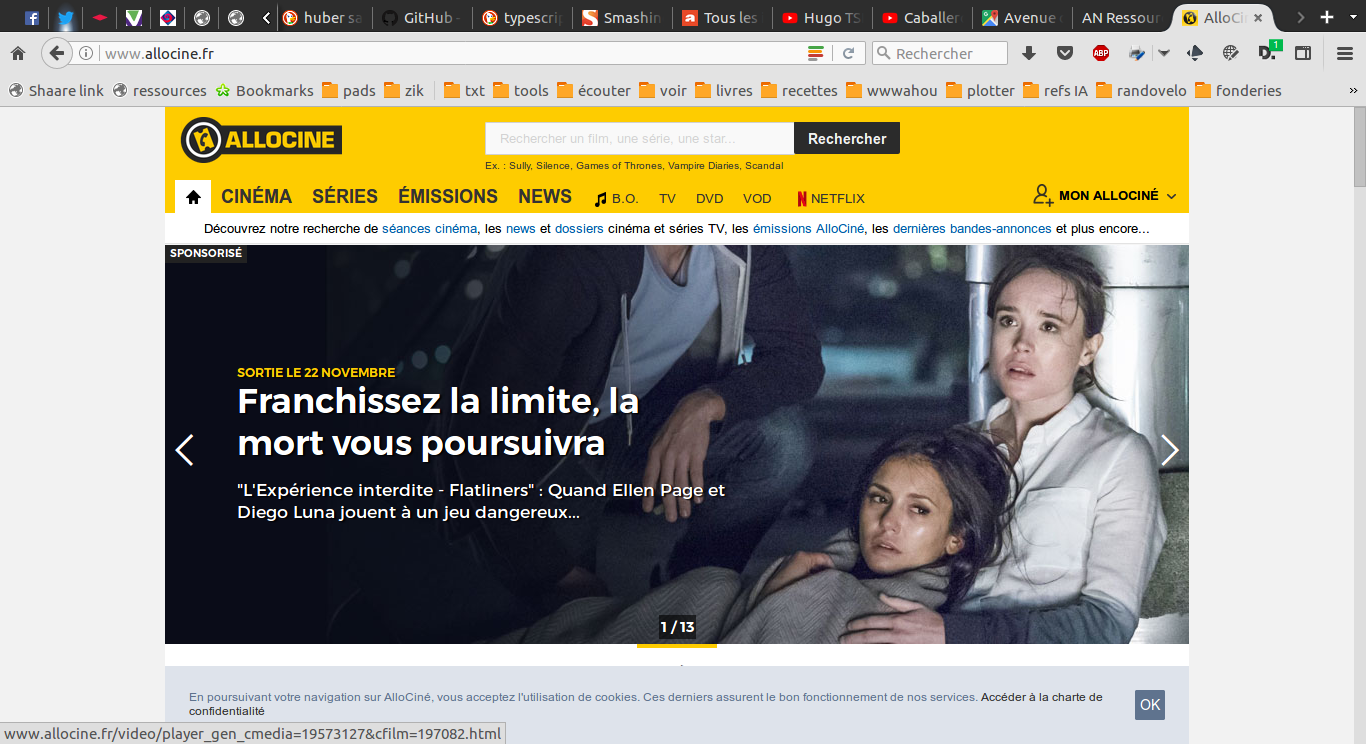 huber sa
GitHub -
typescrip
Smashin
Tous les
Hugo TS
Caballer
Avenue
AN Ressour
AlloCi
www.allocine.fr
Rechercher
ABP
D.
1
Shaare link
ressources
Bookmarks
pads
zik
txt
tools
écouter
voir
livres
recettes
wwwahou
plotter
refs IA
randovelo
fonderies
»
ALLOCINE
Rechercher un film, une série, une star...
Rechercher
Ex. : Sully, Silence, Games of Thrones, Vampire Diaries, Scandal
CINÉMA
SÉRIES
ÉMISSIONS
NEWS
B.O.
TV
DVD
VOD
NETFLIX
MON ALLOCINÉ
Découvrez notre recherche de séances cinéma, les news et dossiers cinéma et séries TV, les émissions AlloCiné, les dernières bandes-annonces et plus encore...
SPONSORISÉ
SORTIE LE 22 NOVEMBRE
Franchissez la limite, la
mort vous poursuivra
"L'Expérience interdite - Flatliners" : Quand Ellen Page et
Diego Luna jouent à un jeu dangereux...
1 / 13
En poursuivant votre navigation sur AlloCiné, vous acceptez l'utilisation de cookies. Ces derniers assurent le bon fonctionnement de nos services. Accéder à la charte de
confidentialité
OK
www.allocine.fr/video/player_gen_cmedia=19573127&cfilm=197082.html